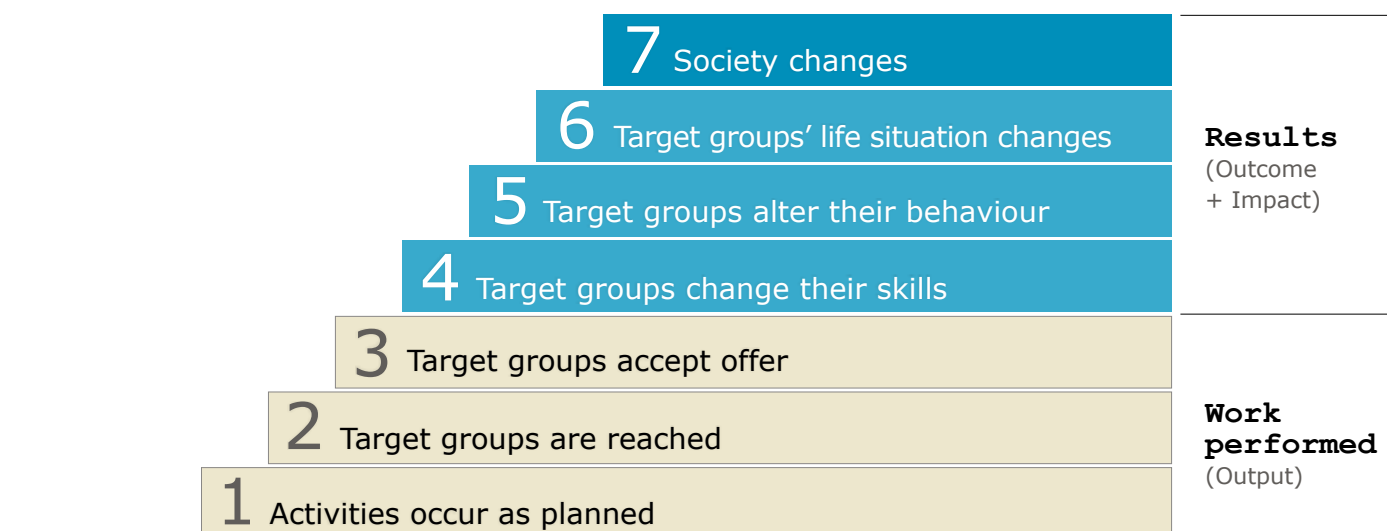 7 Society changes
6 Target groups’ life situation changes
5 Target groups alter their behaviour
4 Target groups change their skills
Results
(Outcome
+ Impact)
3 Target groups accept offer
2 Target groups are reached
1 Activities occur as planned
Work
performed
(Output)